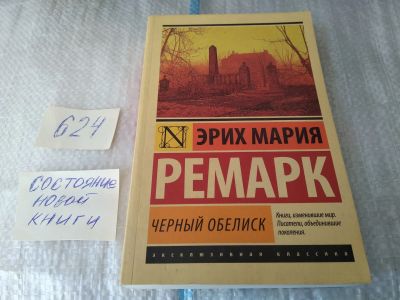 624
СОСТОЯНИЕ
НОВОЙ
КНИГИ
N
ЭРИХ МАРИЯ
РЕМАРК
ЧЕРНЫЙ ОБЕЛИСК
Книги, изменившие мир.
Писатели, объединившие
поколения.
ЭКСКЛЮЗИВНАЯ КЛАССИКА